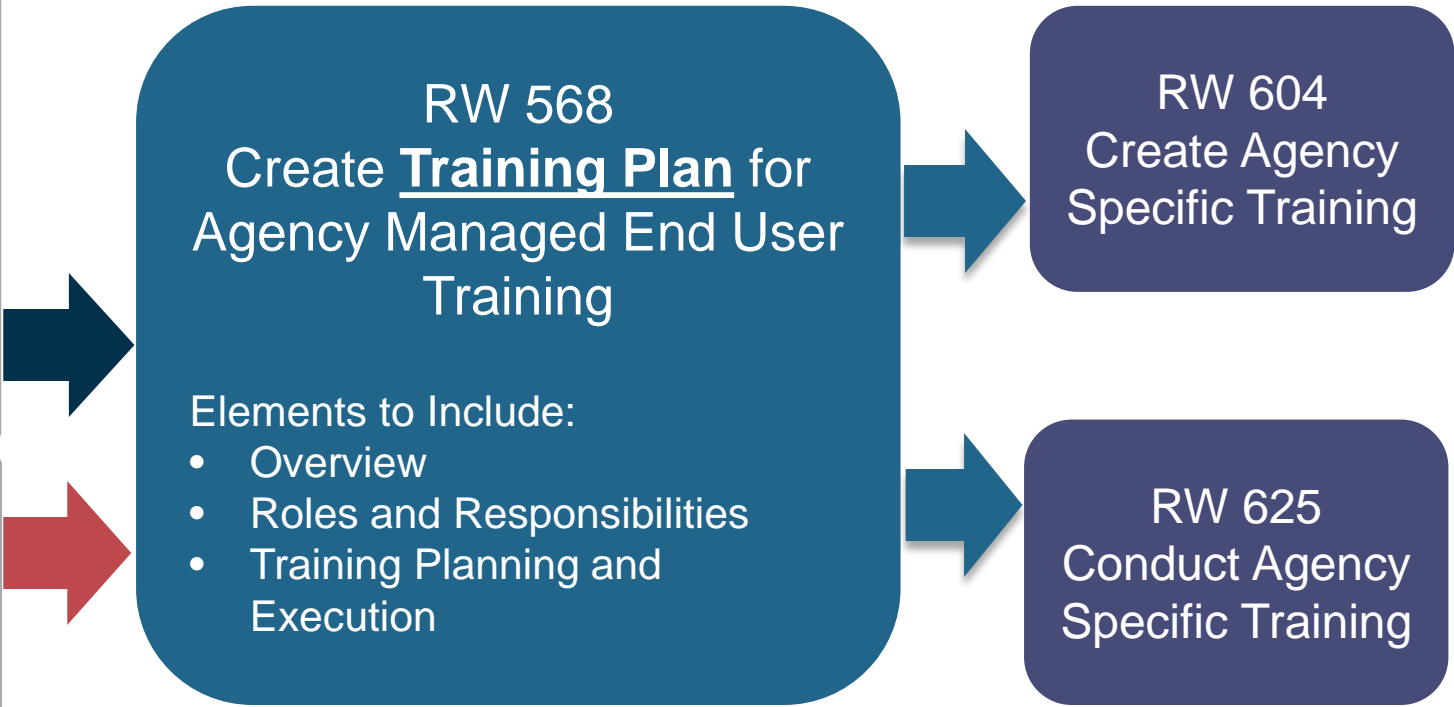 RW 568
Create Training Plan for
Agency Managed End User
Training
Elements to Include:
• Overview
• Roles and Responsibilities
• Training Planning and
Execution
RW 604
Create Agency
Specific Training
RW 625
Conduct Agency
Specific Training